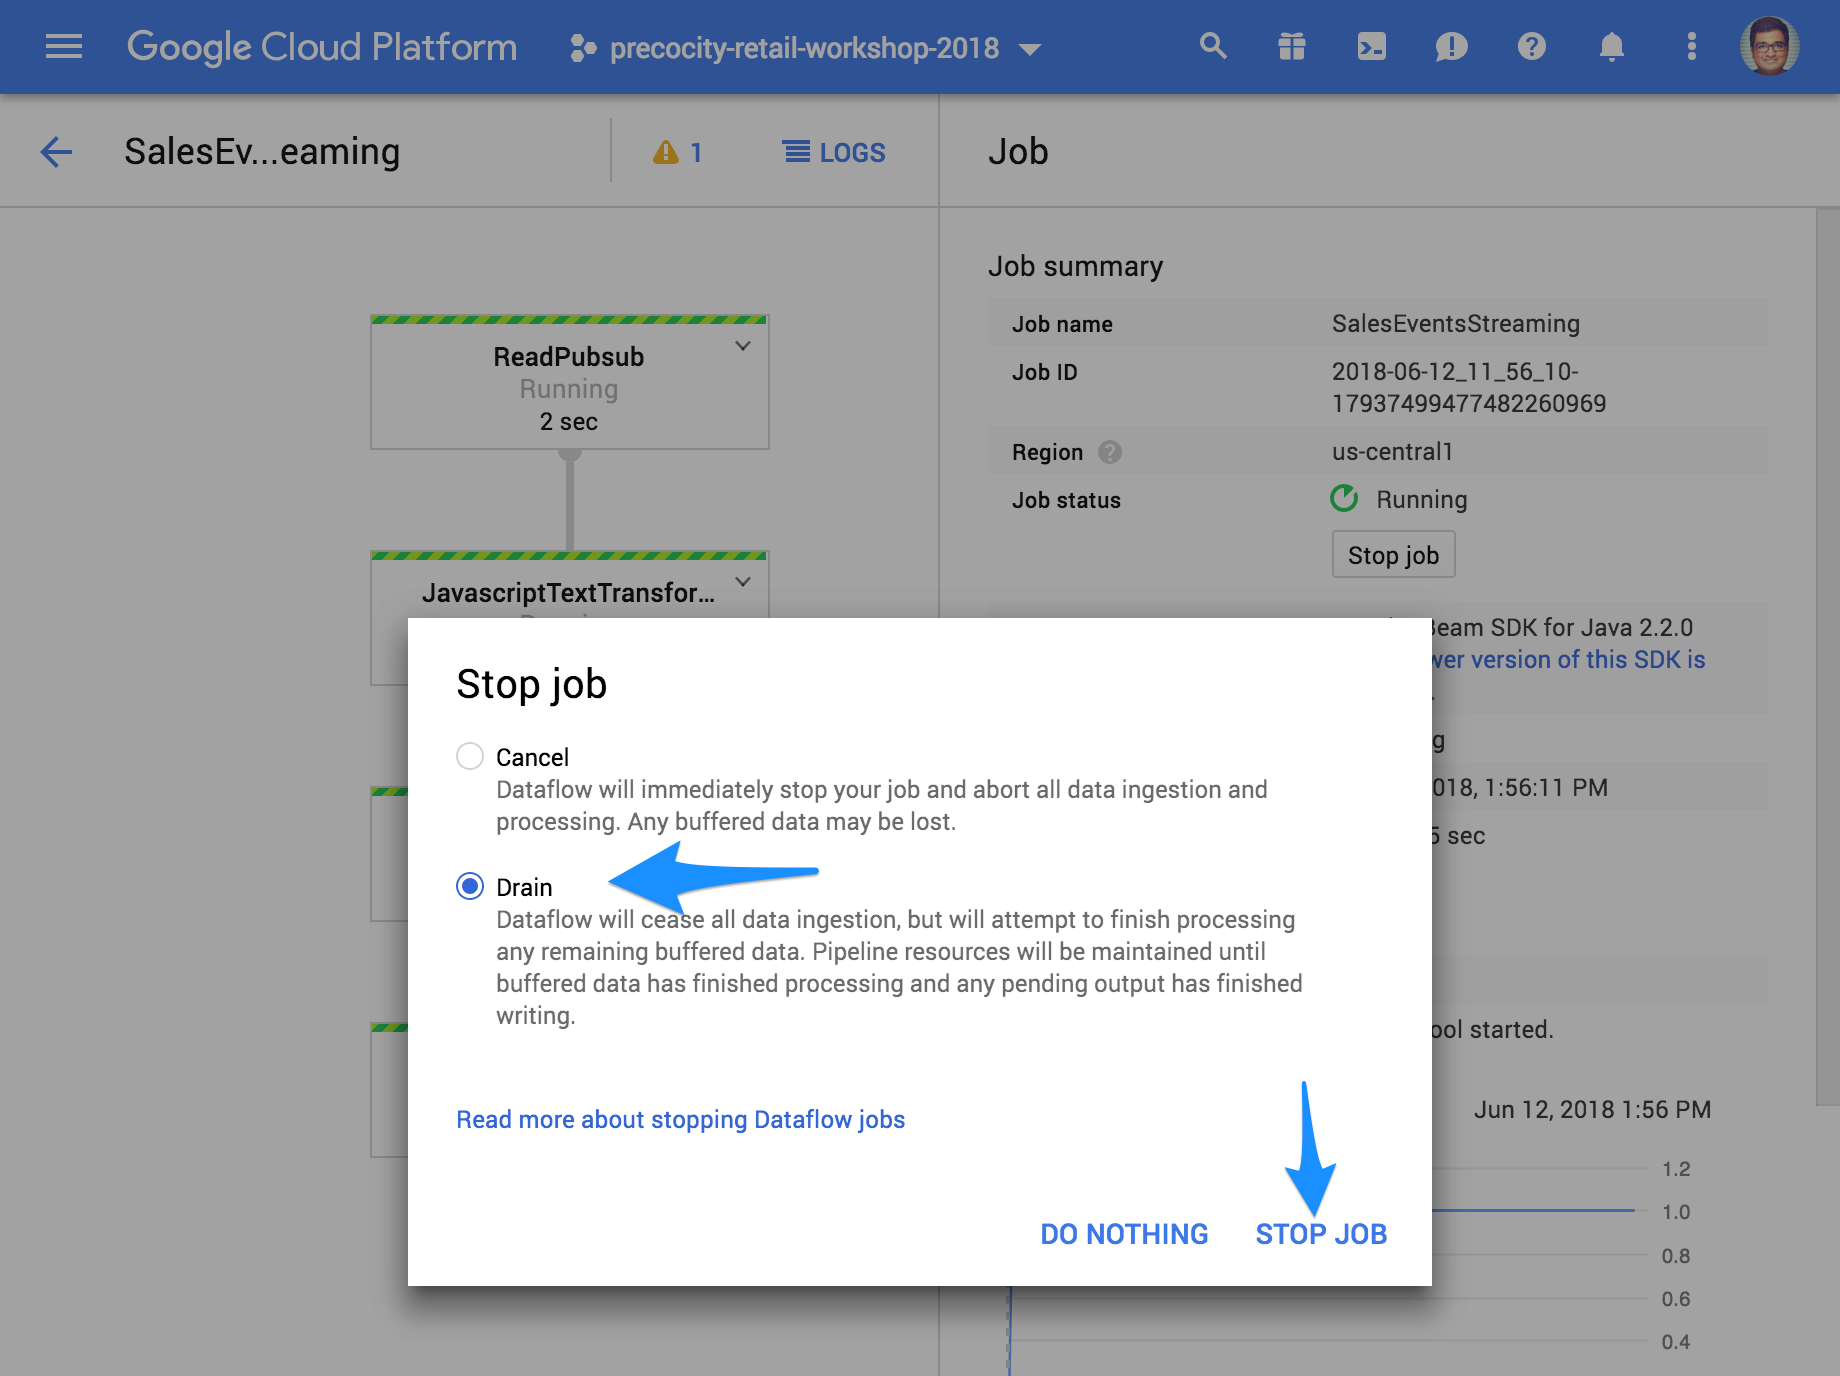 Google Cloud Platform
precocity-retail-workshop-2018
SalesEv...eaming
1
LOGS
Job
ReadPubsub
Running
2 sec
JavascriptTextTransfor...
Job summary
Job name
SalesEventsStreaming
Job ID
2018-06-12_11_56_10-
17937499477482260969
Region
us-central1
Job status
Running
Stop job
Beam SDK for Java 2.2.0
wer version of this SDK is
g
018, 1:56:11 PM
5 sec
ool started.
Jun 12, 2018 1:56 PM
1.2
1.0
0.8
0.6
0.4
Stop job
Cancel
Dataflow will immediately stop your job and abort all data ingestion and
processing. Any buffered data may be lost.
Drain
Dataflow will cease all data ingestion, but will attempt to finish processing
any remaining buffered data. Pipeline resources will be maintained until
buffered data has finished processing and any pending output has finished
writing.
Read more about stopping Dataflow jobs
DO NOTHING
STOP JOB